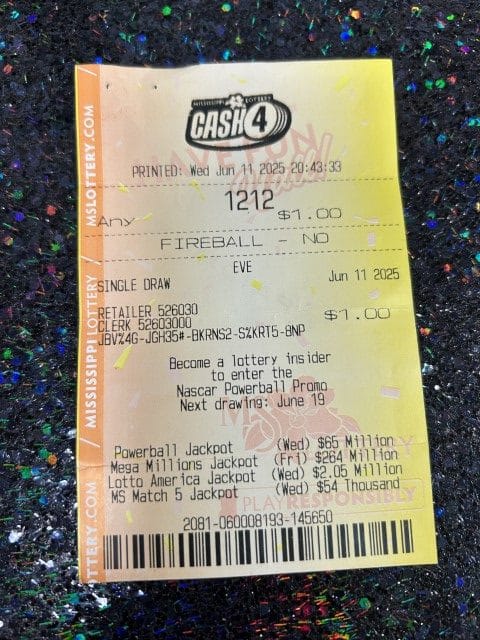 MISSISSIPPI LOTTERY
CASH 4
PRINTED: Wed Jun 11 2025 20:43:33
1212
Any $1.00
FIREBALL - NO
EVE
SINGLE DRAW Jun 11 2025
RETAILER 526030 $1.00
CLERK 52603000
JBV%4G-JGH35#-BKRNS2-S%KRT5-8NP
Become a lottery insider
to enter the
Nascar Powerball Promo
Next drawing: June 19
Powerball Jackpot (Wed) $65 Million
Mega Millions Jackpot (Fri) $264 Million
Lotto America Jackpot (Wed) $2.05 Million
MS Match 5 Jackpot (Wed) $54 Thousand
PLAY RESPONSIBLY
2081-060008193-145650
MSLOTTERY.COM
MISSISSIPPI LOTTERY
OTTERY.COM